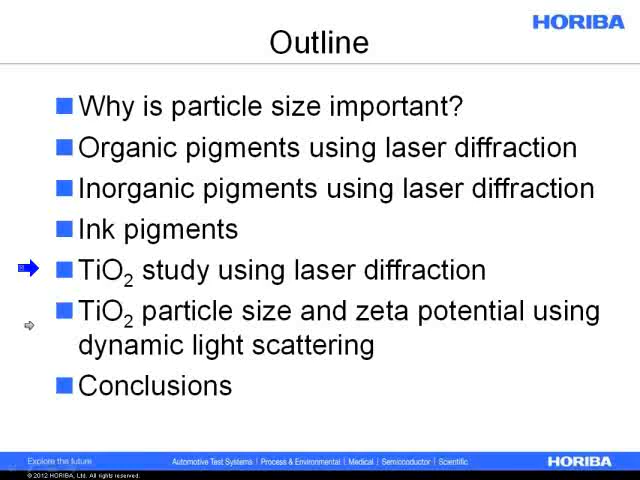 HORIBA
Outline
Why is particle size important?
Organic pigments using laser diffraction
Inorganic pigments using laser diffraction
Ink pigments
TiO2 study using laser diffraction
TiO2 particle size and zeta potential using
dynamic light scattering
Conclusions
Explore the future
Automotive Test Systems | Process & Environmental | Medical | Semiconductor | Scientific
HORIBA
© 2012 HORIBA, Ltd. All rights reserved.